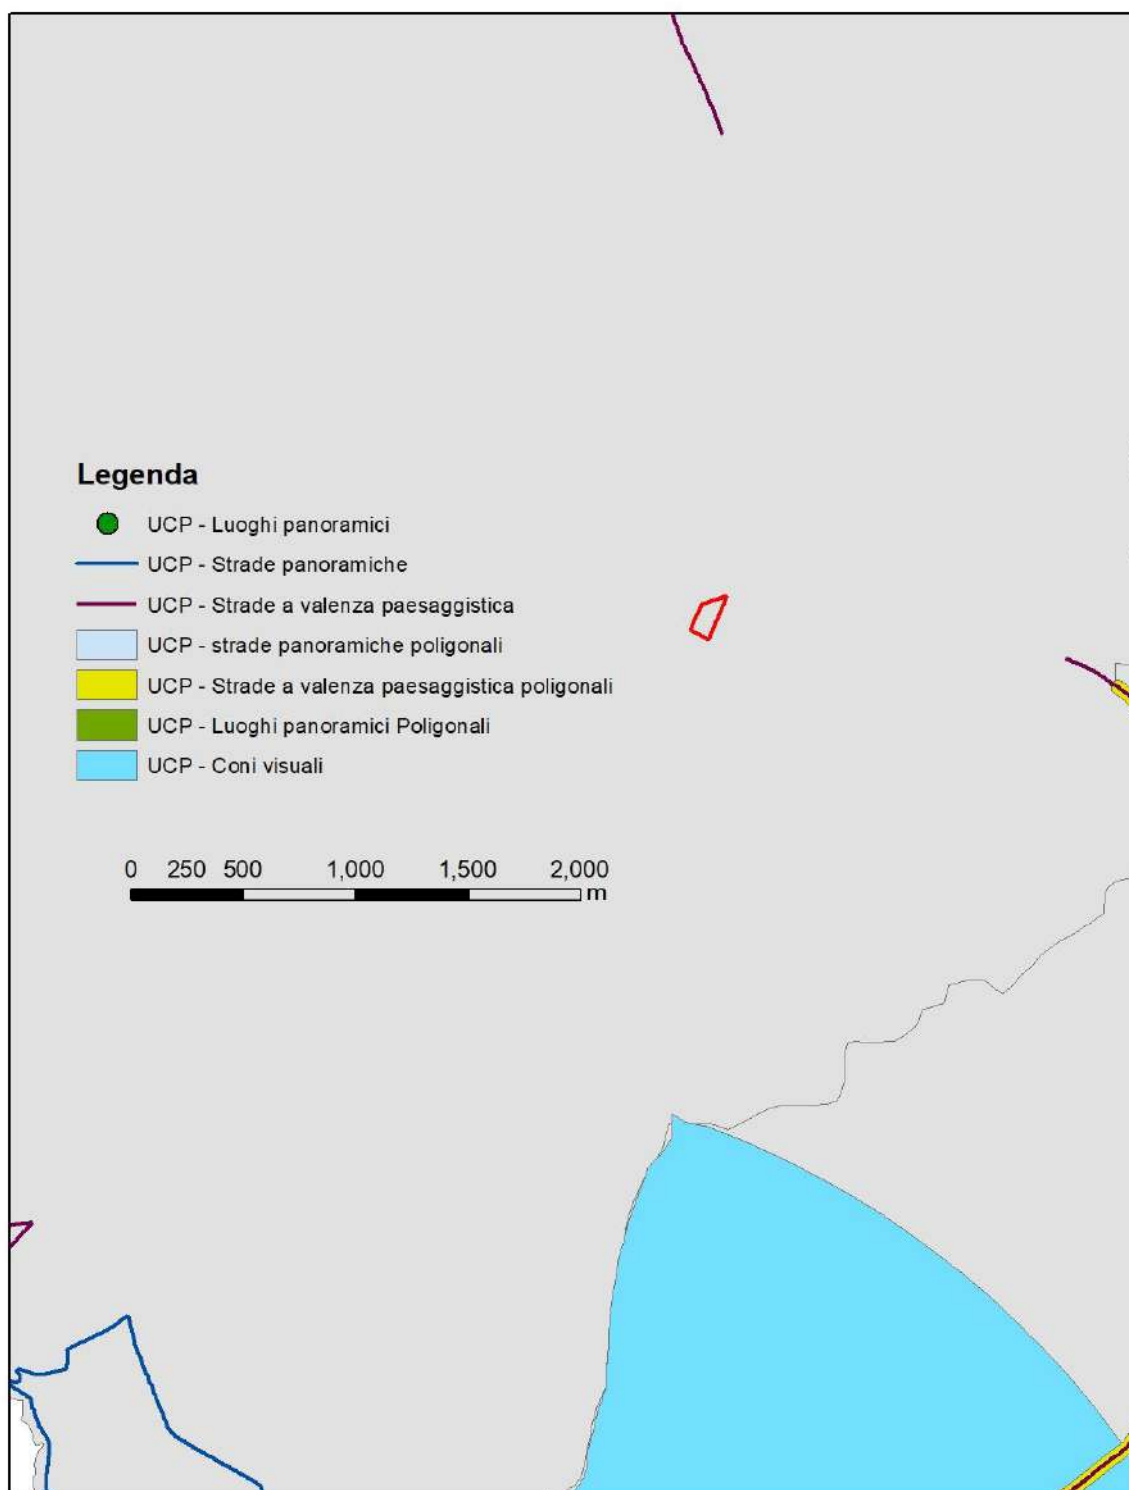 Legenda
UCP - Luoghi panoramici
UCP - Strade panoramiche
UCP - Strade a valenza paesaggistica
UCP - strade panoramiche poligonali
UCP - Strade a valenza paesaggistica poligonali
UCP - Luoghi panoramici Poligonali
UCP - Coni visuali
0 250 500 1,000 1,500 2,000
m